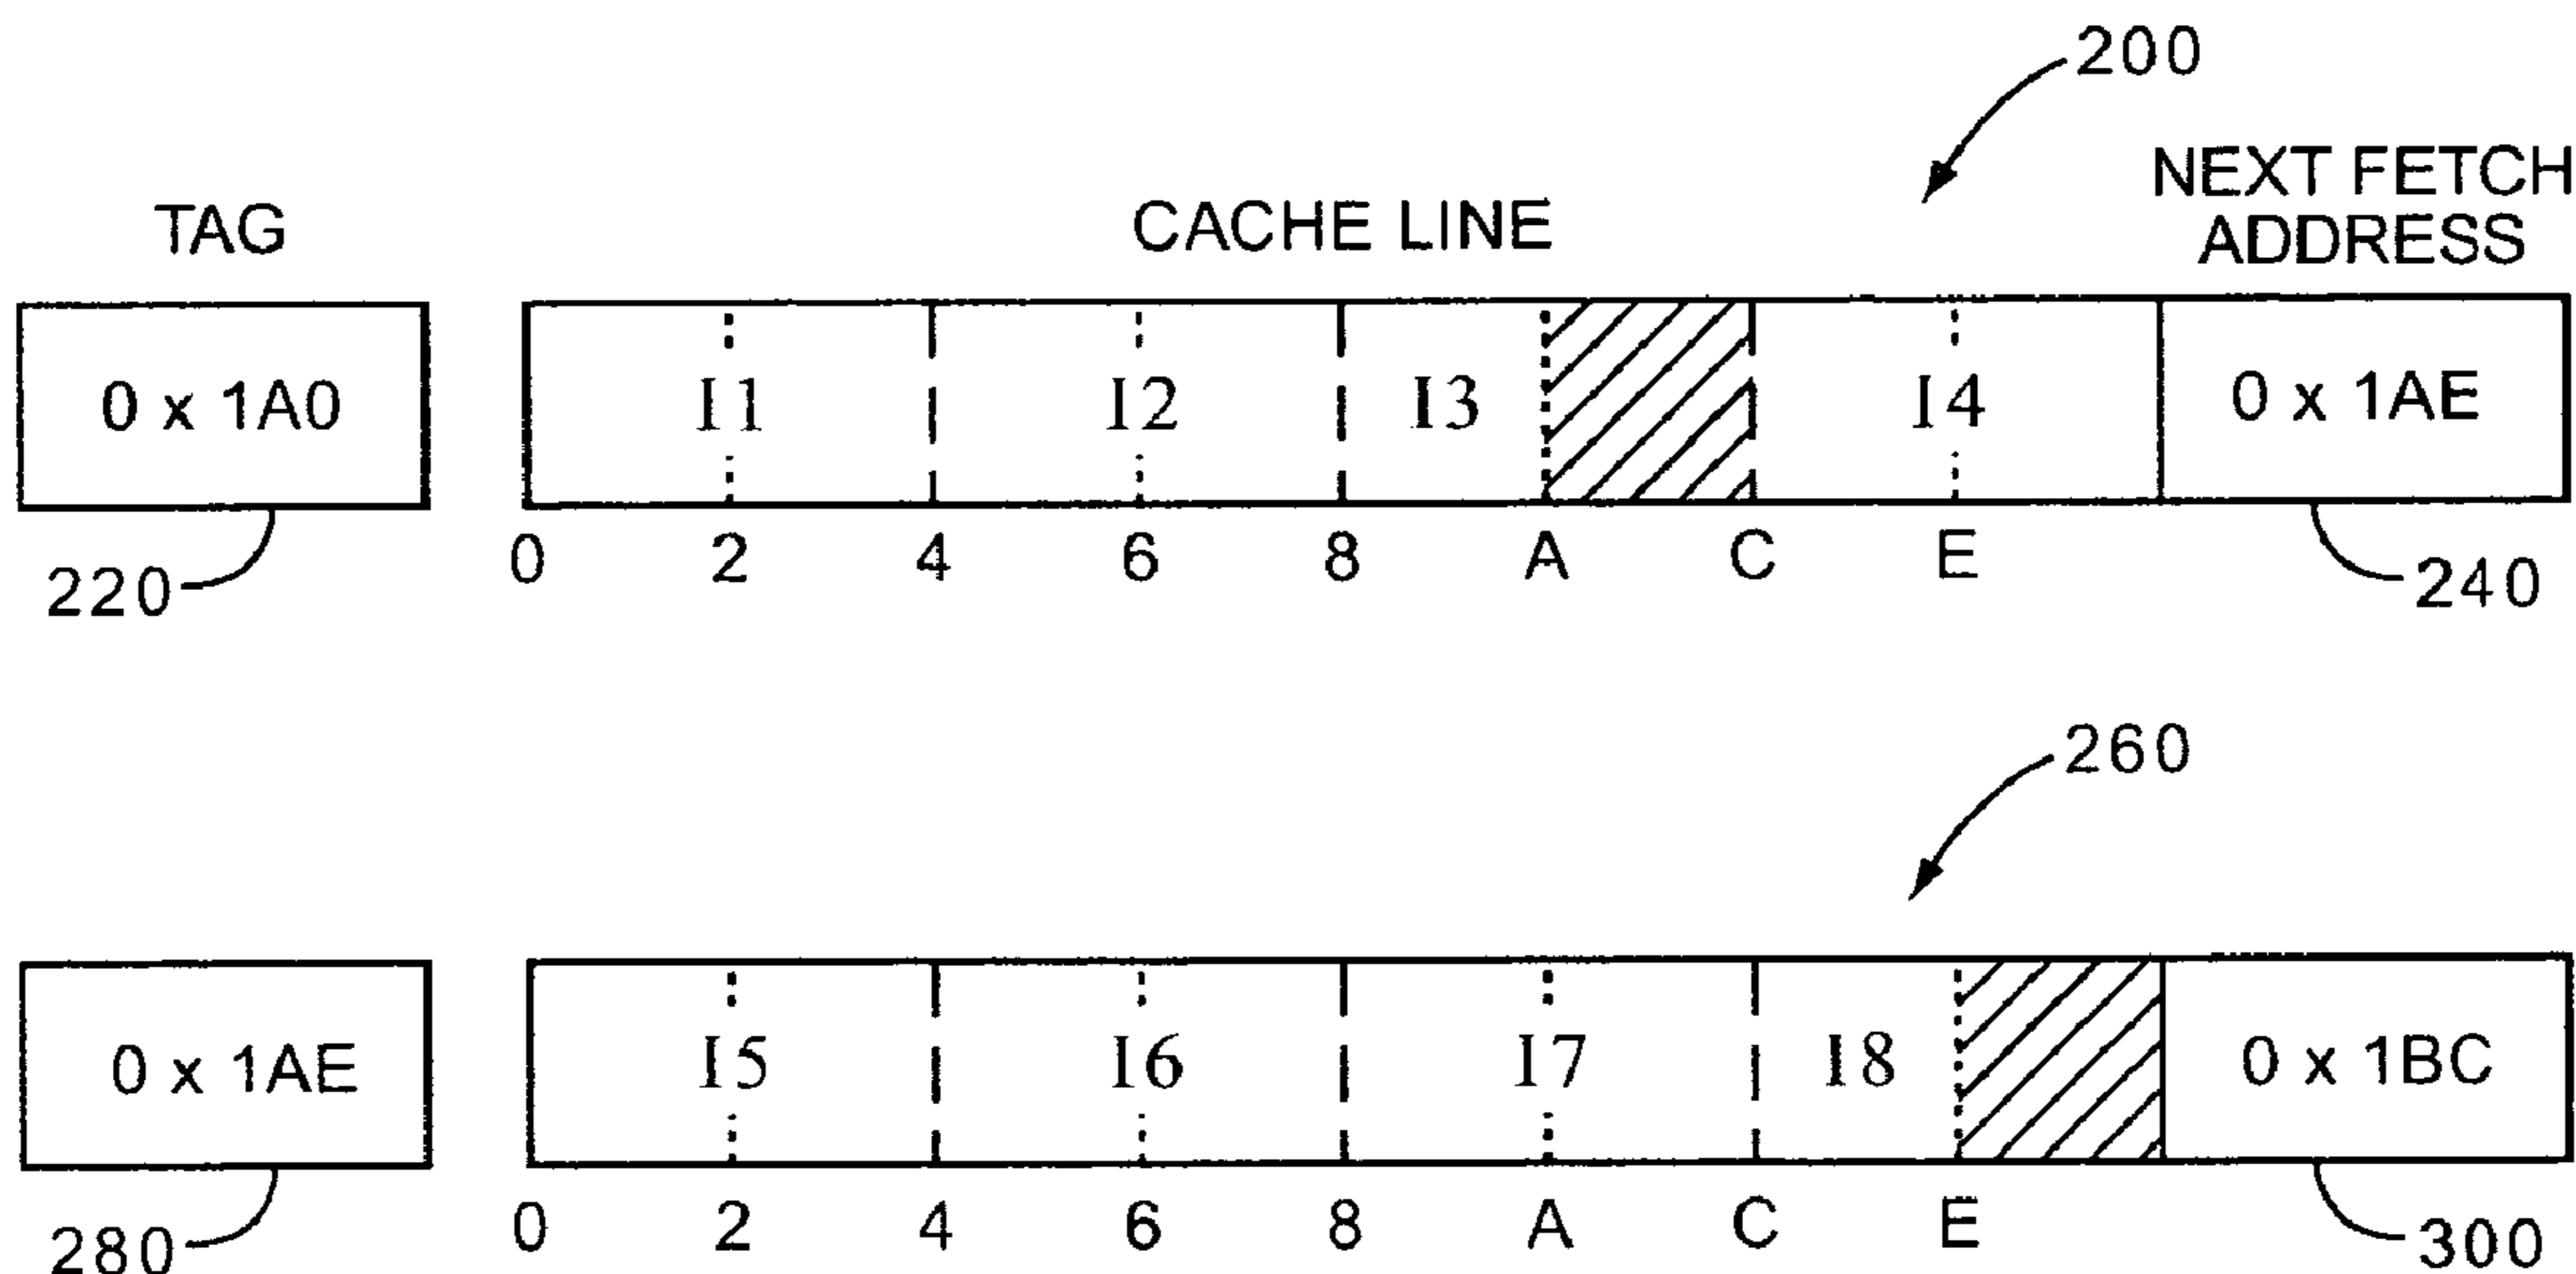 200
TAG
CACHE LINE
NEXT FETCH
ADDRESS
0 x 1A0
I1
I2
I3
I4
0 x 1AE
0
2
4
6
8
A
C
E
220
240
260
0 x 1AE
I5
I6
I7
I8
0 x 1BC
0
2
4
6
8
A
C
E
280
300